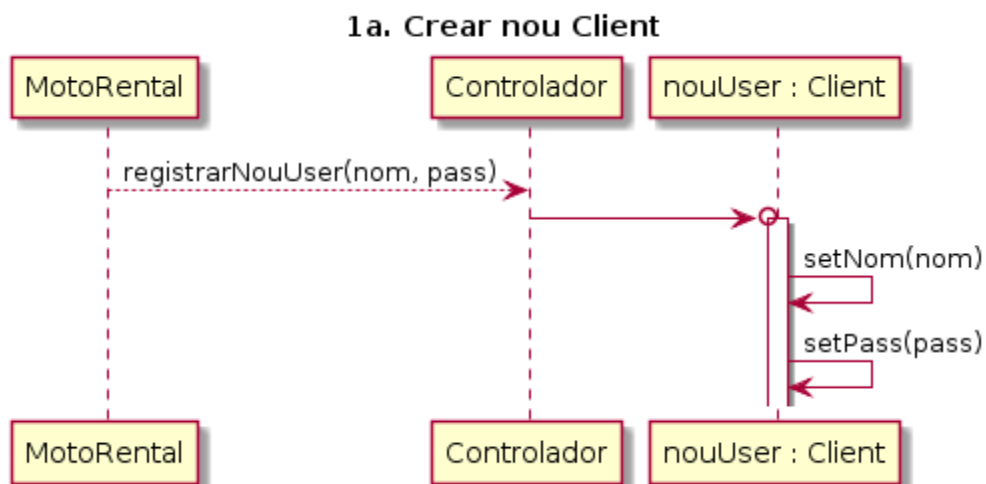 1a. Crear nou Client
MotoRental
Controlador
nouUser : Client
registrarNouUser(nom, pass)
setNom(nom)
setPass(pass)
MotoRental
Controlador
nouUser : Client